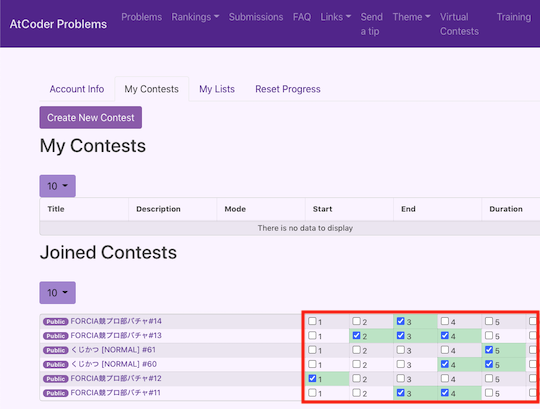 AtCoder Problems Problems Rankings Submissions FAQ Links Send a tip Theme Virtual Contests Training
Account Info My Contests My Lists Reset Progress
Create New Contest
My Contests
10
Title Description Mode Start End Duration
There is no data to display
Joined Contests
10
Public FORCIA競プロ部バチャ#14 1 2 3 4 5
Public FORCIA競プロ部バチャ#13 1 2 3 4 5
Public くじかつ [NORMAL] #61 1 2 3 4 5
Public くじかつ [NORMAL] #60 1 2 3 4 5
Public FORCIA競プロ部バチャ#12 1 2 3 4 5
Public FORCIA競プロ部バチャ#11 1 2 3 4 5